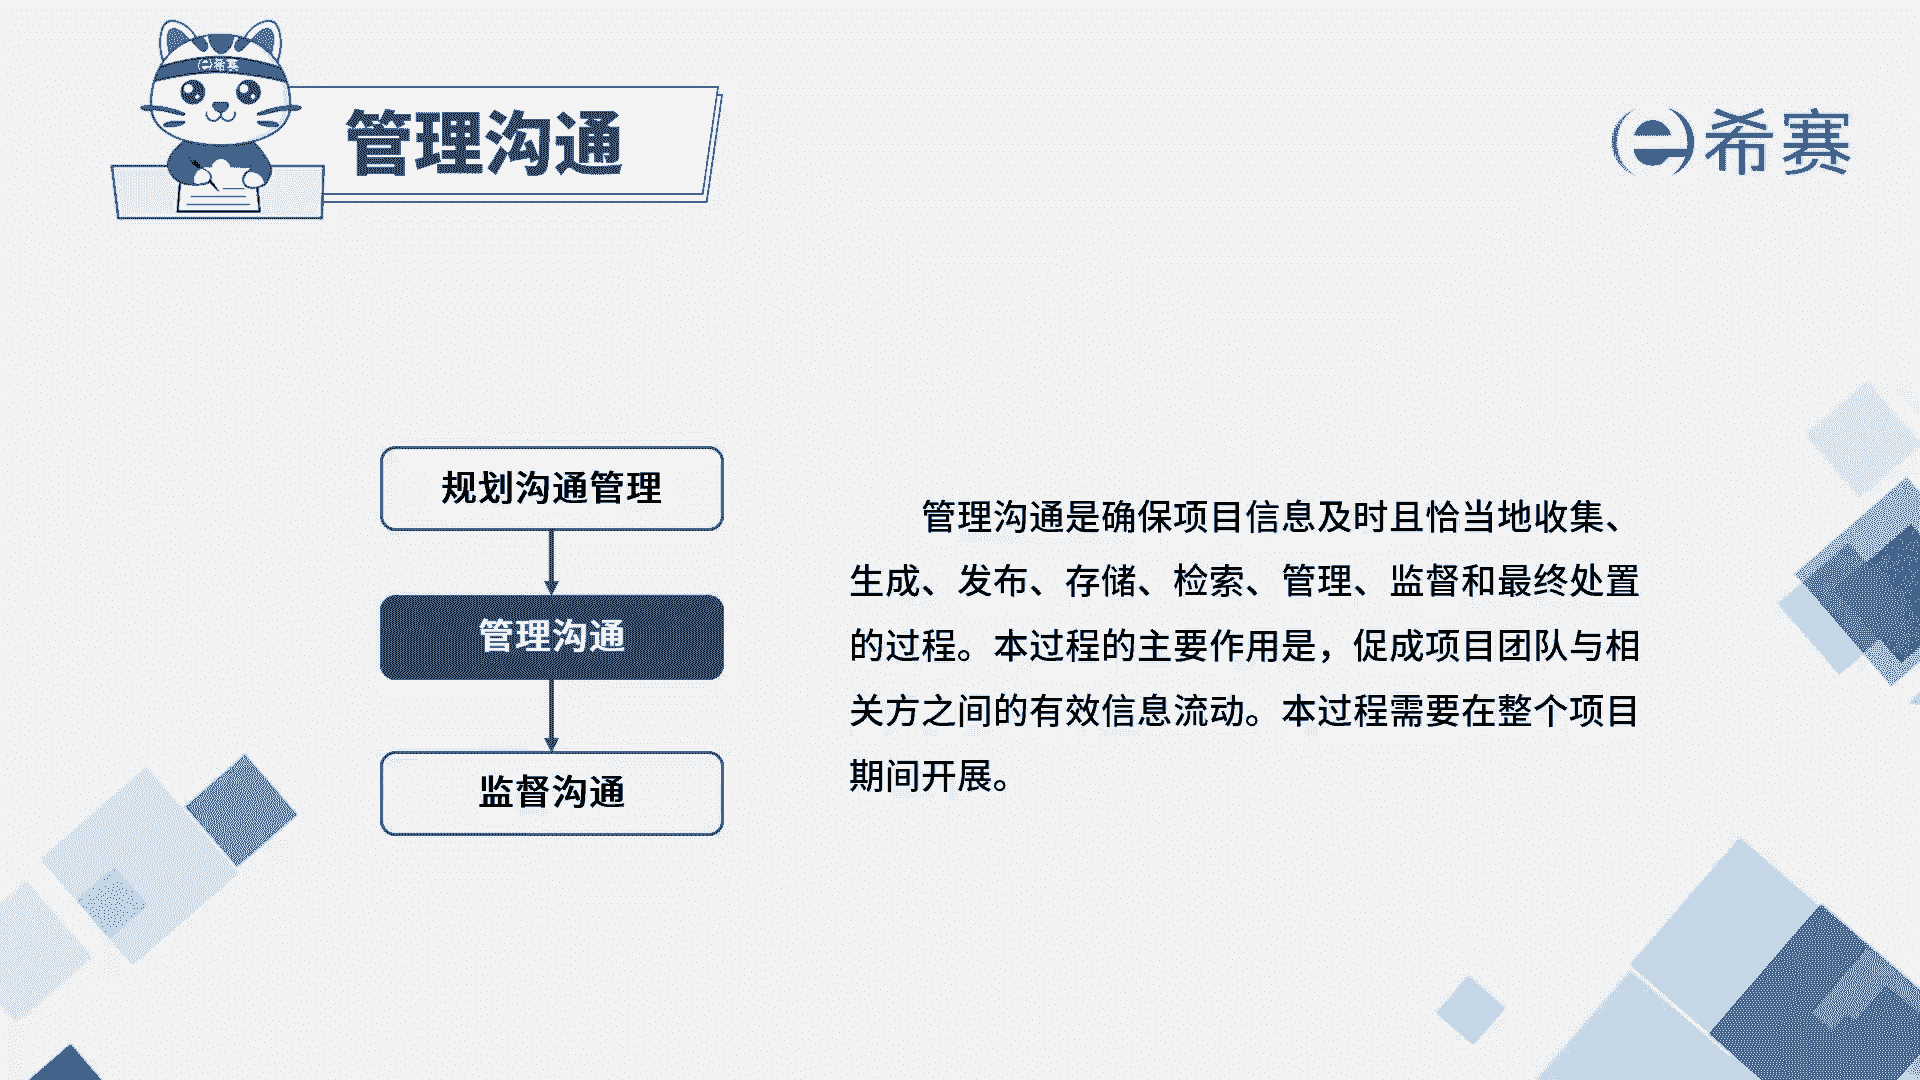 希赛
管理沟通
希赛
规划沟通管理
管理沟通
监督沟通
管理沟通是确保项目信息及时且恰当地收集、
生成、发布、存储、检索、管理、监督和最终处置
的过程。本过程的主要作用是，促成项目团队与相
关方之间的有效信息流动。本过程需要在整个项目
期间开展。